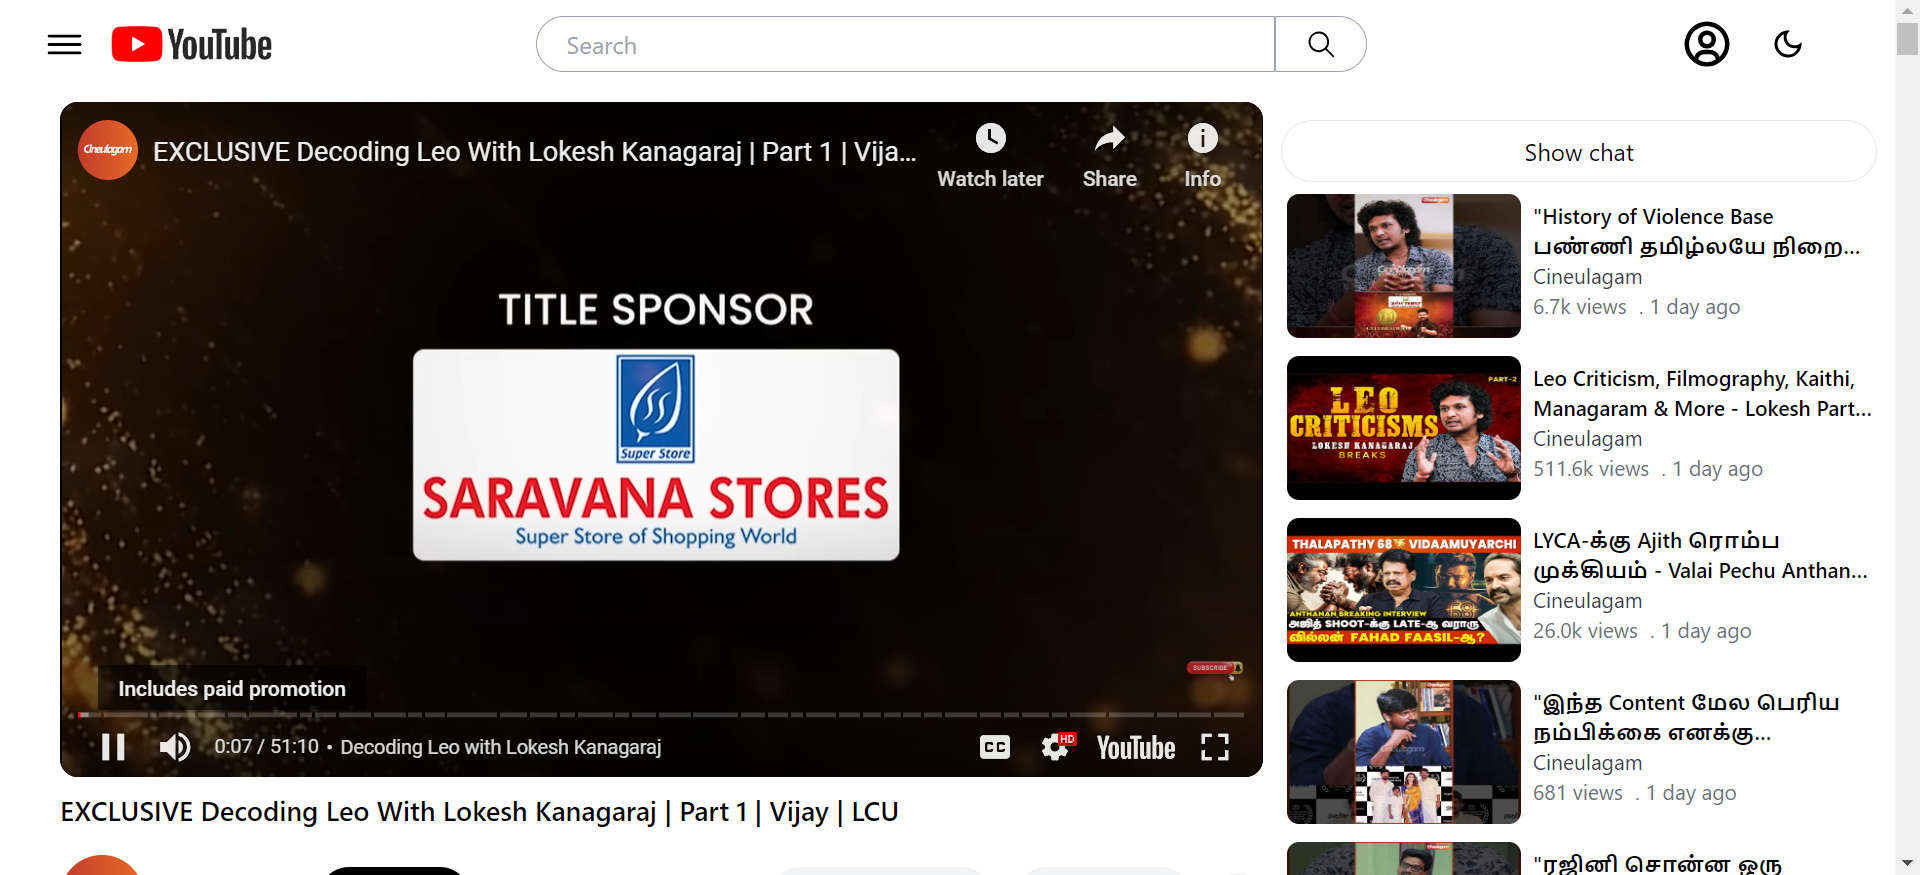 YouTube
Search
Cineulagam
EXCLUSIVE Decoding Leo With Lokesh Kanagaraj | Part 1 | Vija...
Watch later
Share
Info
TITLE SPONSOR
Super Store
SARAVANA STORES
Super Store of Shopping World
SUBSCRIBE
Includes paid promotion
0:07 / 51:10 • Decoding Leo with Lokesh Kanagaraj
CC
HD
YouTube
EXCLUSIVE Decoding Leo With Lokesh Kanagaraj | Part 1 | Vijay | LCU
Show chat
Cineulagam
"History of Violence Base
பண்ணி தமிழ்லயே நிறை...
Cineulagam
6.7k views . 1 day ago
PART-2
LEO
CRITICISMS
LOKESH KANAGARAJ
BREAKS
Leo Criticism, Filmography, Kaithi,
Managaram & More - Lokesh Part...
Cineulagam
511.6k views . 1 day ago
THALAPATHY 68 VIDAAMUYARCHI
ANTHANAN BREAKING INTERVIEW
68
அஜித் SHOOT-க்கு LATE-ஆ வராரு
வில்லன் FAHAD FAASIL-ஆ?
LYCA-க்கு Ajith ரொம்ப
முக்கியம் - Valai Pechu Anthan...
Cineulagam
26.0k views . 1 day ago
"இந்த Content மேல பெரிய
நம்பிக்கை எனக்கு...
Cineulagam
681 views . 1 day ago
"ரஜினி சொன்ன ஒரு